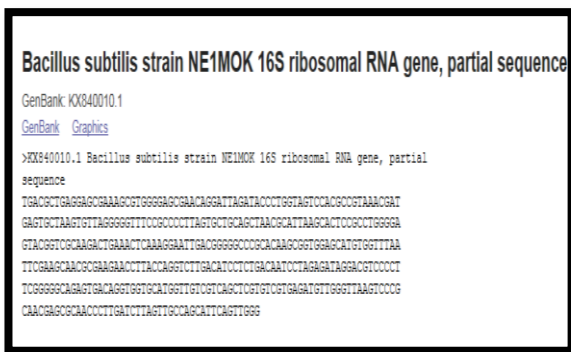 Bacillus subtilis strain NE1MOK 16S ribosomal RNA gene, partial sequence
GenBank: KX840010.1
GenBank Graphics
>KX840010.1 Bacillus subtilis strain NE1MOK 16S ribosomal RNA gene, partial
sequence
TGACGCTGAGGAGCGAAAGCGTGGGGAGCGAACAGGATTAGATACCCTGGTAGTCCACGCCGTAAACGAT
GAGTGCTAAGTGTTAGGGGGTTTCCGCCCCTTAGTGCTGCAGCTAACGCATTAAGCACTCCGCCTGGGGA
GTACGGTCGCAAGACTGAAACTCAAAGGAATTGACGGGGGCCCGCACAAGCGGTGGAGCATGTGGTTTAA
TTCGAAGCAACGCGAAGAACCTTACCAGGTCTTGACATCCTCTGACAATCCTAGAGATAGGACGTCCCCT
TCGGGGGCAGAGTGACAGGTGGTGCATGGTTGTCGTCAGCTCGTGTCGTGAGATGTTGGGTTAAGTCCCG
CAACGAGCGCAACCCTTGATCTTAGTTGCCAGCATTCAGTTGGG